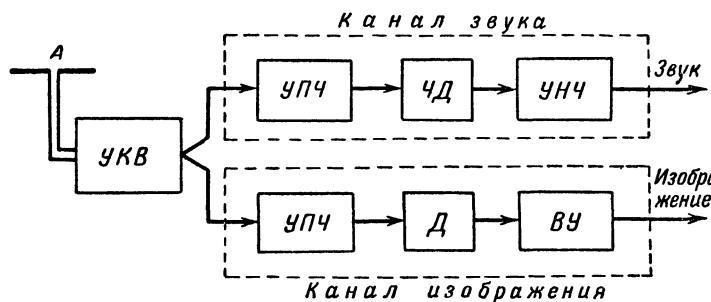 Канал звука
А
УПЧ
ЧД
УНЧ
Звук
УКВ
УПЧ
Д
ВУ
Изобра
жение
Канал изображения